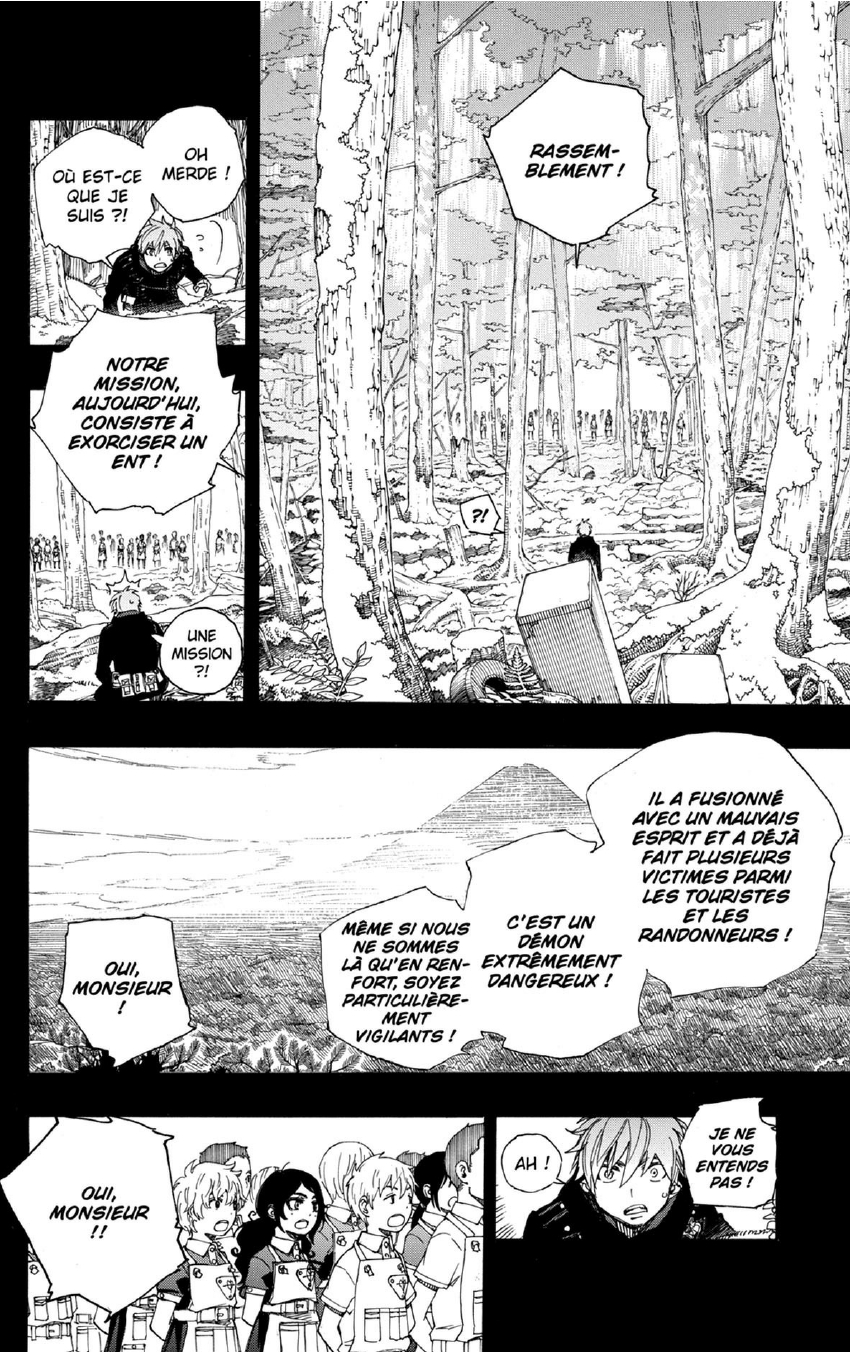 RASSEM-
BLEMENT !
?!
OH
MERDE !
OÙ EST-CE
QUE JE
SUIS ?!
NOTRE
MISSION,
AUJOURD'HUI,
CONSISTE À
EXORCISER UN
ENT !
UNE
MISSION
?!
IL A FUSIONNÉ
AVEC UN MAUVAIS
ESPRIT ET A DÉJÀ
FAIT PLUSIEURS
VICTIMES PARMI
LES TOURISTES
ET LES
RANDONNEURS !
C'EST UN
DÉMON
EXTRÊMEMENT
DANGEREUX !
MÊME SI NOUS
NE SOMMES
LÀ QU'EN REN-
FORT, SOYEZ
PARTICULIÈRE-
MENT
VIGILANTS !
OUI,
MONSIEUR
!
JE NE
VOUS
ENTENDS
PAS !
AH !
OUI,
MONSIEUR
!!